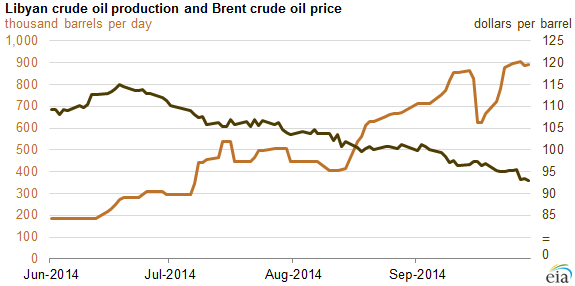 Libyan crude oil production and Brent crude oil price
thousand barrels per day dollars per barrel
1,000 125
900 120
800 115
700 110
600 105
500 100
400 95
300 90
200 85
100
0 0
Jun-2014 Jul-2014 Aug-2014 Sep-2014
eia